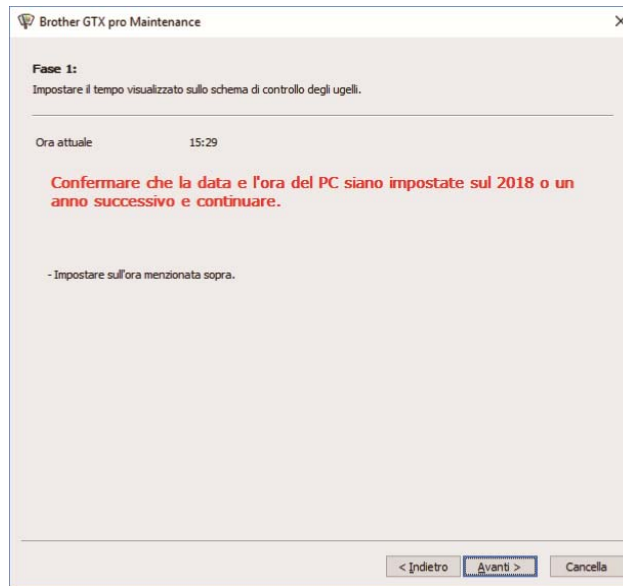 Brother GTX pro Maintenance
Fase 1:
Impostare il tempo visualizzato sullo schema di controllo degli ugelli.
Ora attuale 15:29
Confermare che la data e l'ora del PC siano impostate sul 2018 o un
anno successivo e continuare.
- Impostare sull'ora menzionata sopra.
< Indietro Avanti > Cancella